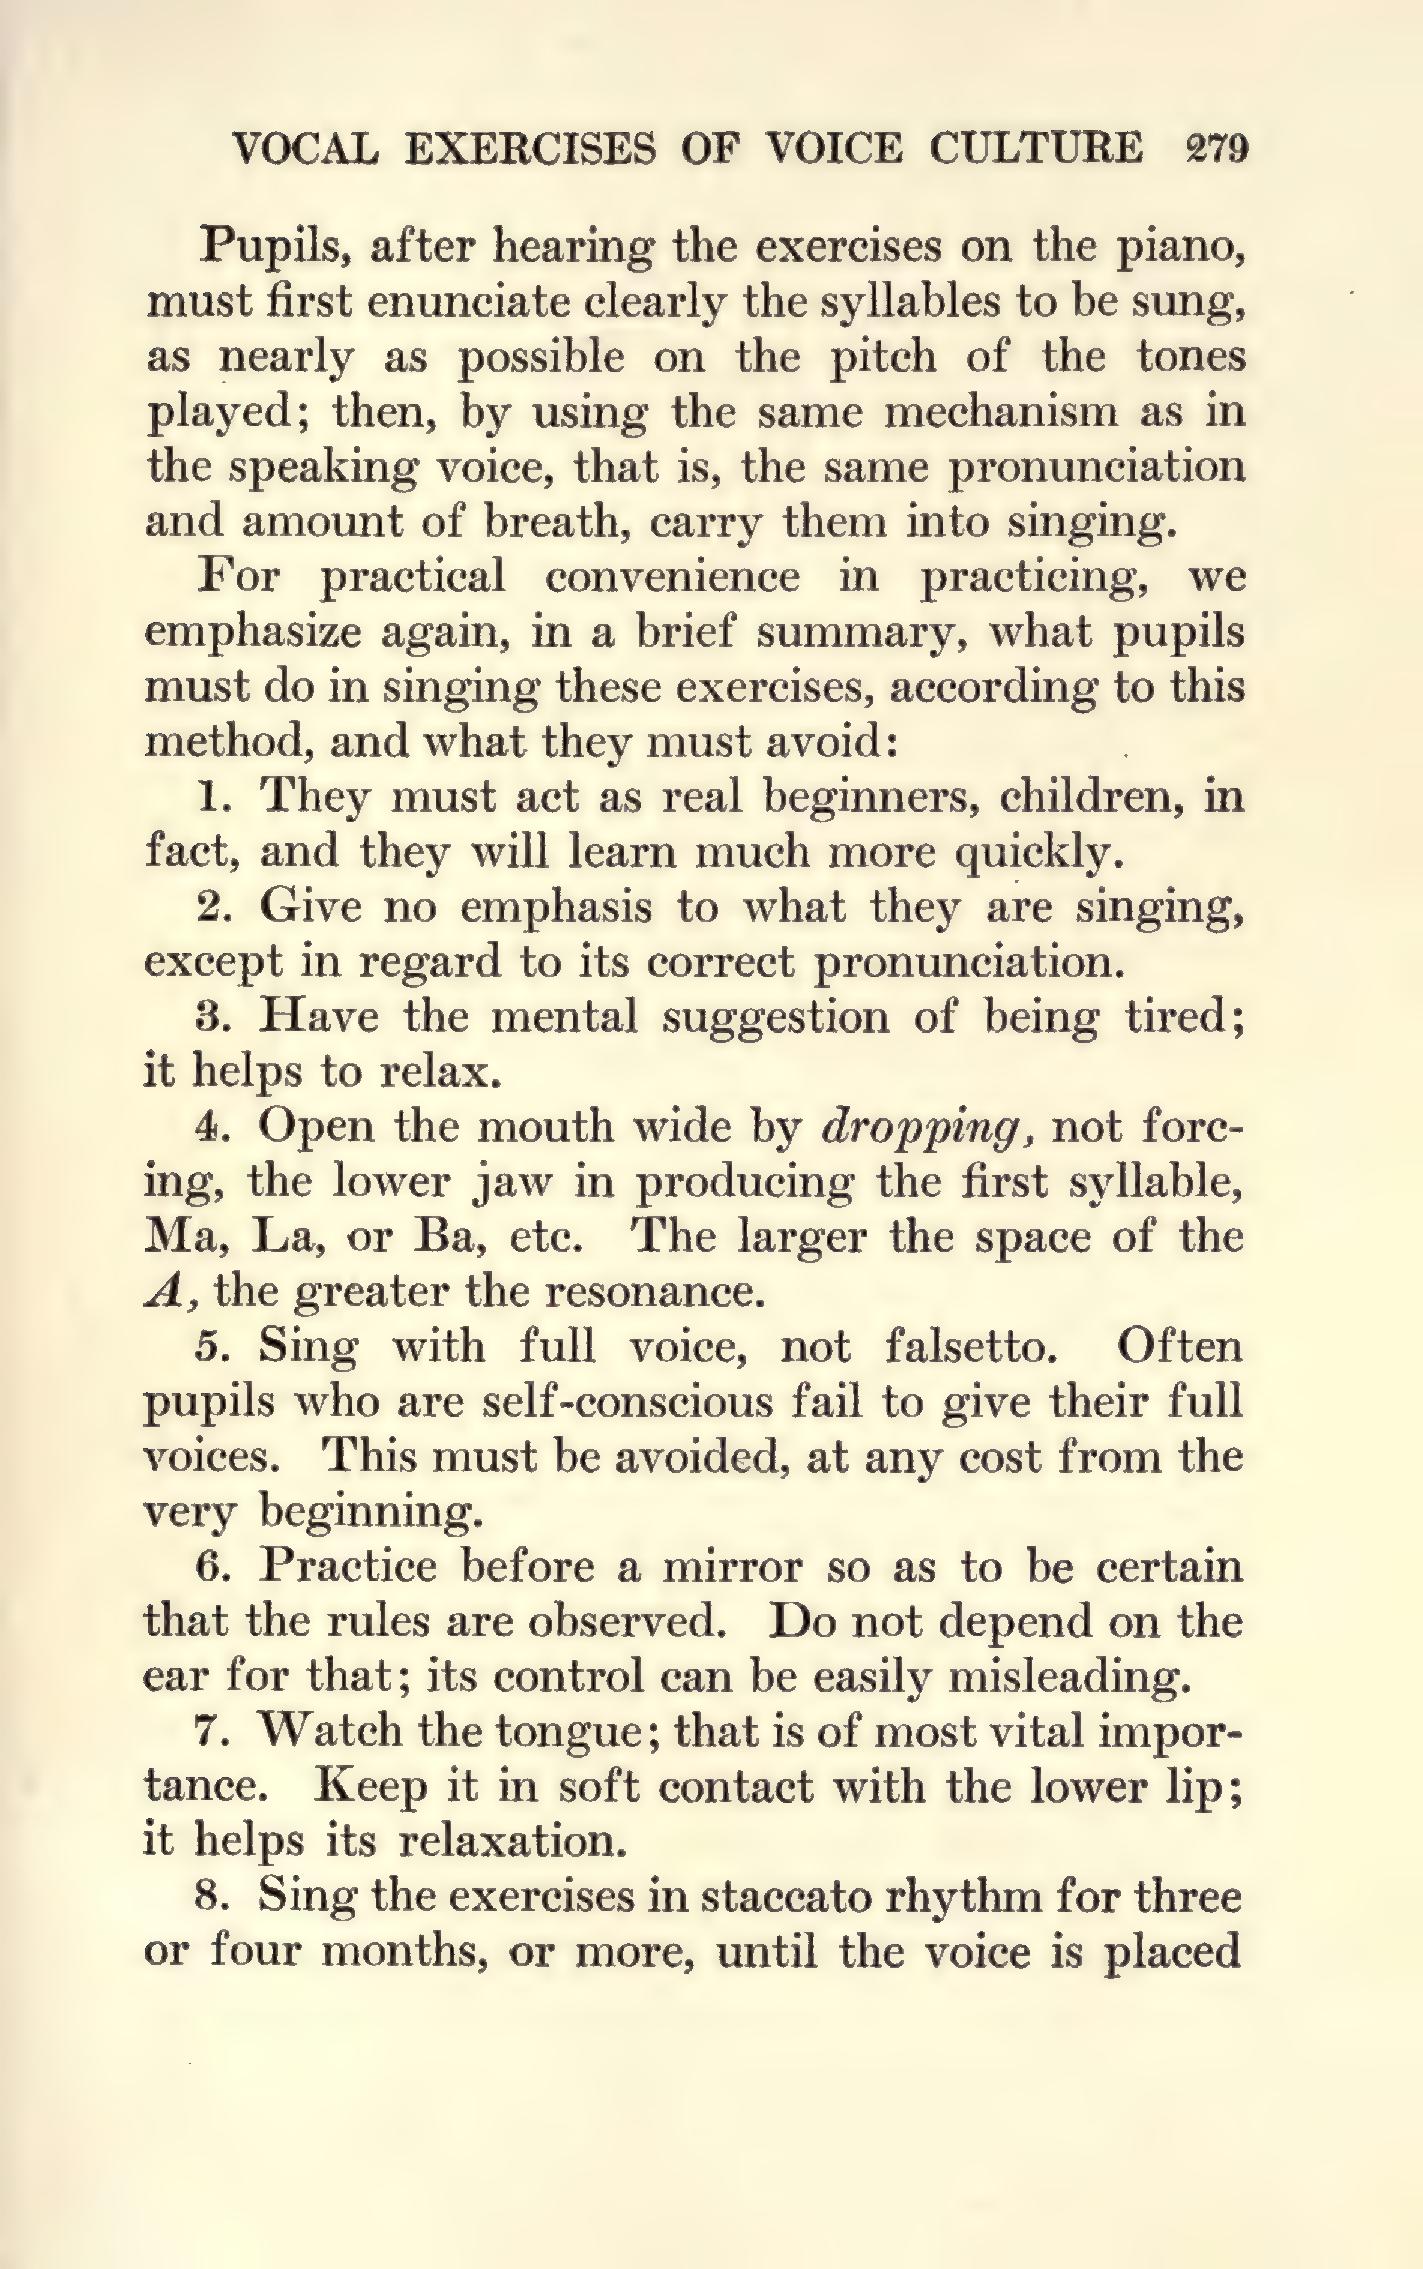 VOCAL EXERCISES OF VOICE CULTURE 279
Pupils, after hearing the exercises on the piano,
must first enunciate clearly the syllables to be sung,
as nearly as possible on the pitch of the tones
played; then, by using the same mechanism as in
the speaking voice, that is, the same pronunciation
and amount of breath, carry them into singing.
For practical convenience in practicing, we
emphasize again, in a brief summary, what pupils
must do in singing these exercises, according to this
method, and what they must avoid:
1. They must act as real beginners, children, in
fact, and they will learn much more quickly.
2. Give no emphasis to what they are singing,
except in regard to its correct pronunciation.
3. Have the mental suggestion of being tired;
it helps to relax.
4. Open the mouth wide by dropping, not forc-
ing, the lower jaw in producing the first syllable,
Ma, La, or Ba, etc. The larger the space of the
A, the greater the resonance.
5. Sing with full voice, not falsetto. Often
pupils who are self-conscious fail to give their full
voices. This must be avoided, at any cost from the
very beginning.
6. Practice before a mirror so as to be certain
that the rules are observed. Do not depend on the
ear for that; its control can be easily misleading.
7. Watch the tongue; that is of most vital impor-
tance. Keep it in soft contact with the lower lip;
it helps its relaxation.
8. Sing the exercises in staccato rhythm for three
or four months, or more, until the voice is placed